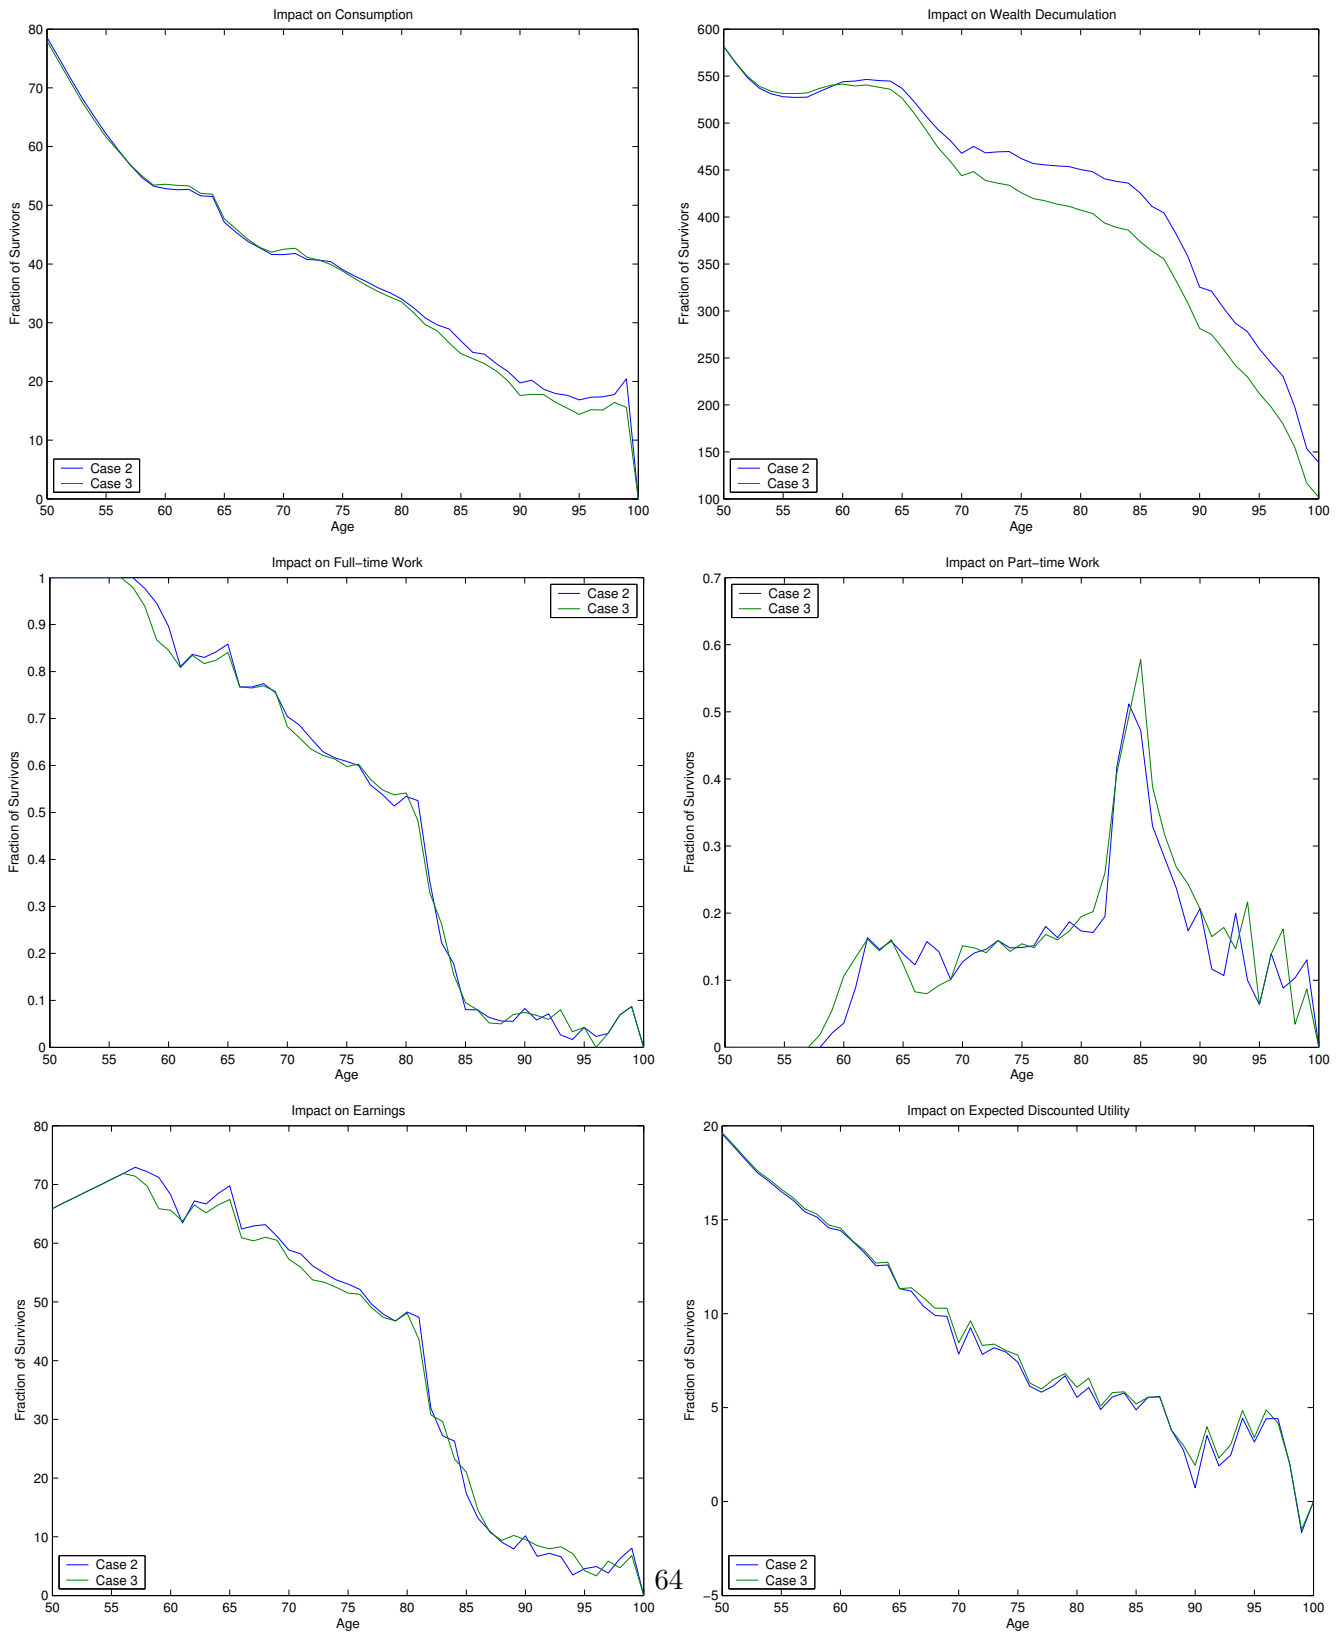 Impact on Consumption
80
70
60
50
40
30
20
10
0
Fraction of Survivors
Case 2
Case 3
50 55 60 65 70 75 80 85 90 95 100
Age
Impact on Wealth Decumulation
600
550
500
450
400
350
300
250
200
150
100
Fraction of Survivors
Case 2
Case 3
50 55 60 65 70 75 80 85 90 95 100
Age
Impact on Full−time Work
1
0.9
0.8
0.7
0.6
0.5
0.4
0.3
0.2
0.1
0
Fraction of Survivors
Case 2
Case 3
50 55 60 65 70 75 80 85 90 95 100
Age
Impact on Part−time Work
0.7
0.6
0.5
0.4
0.3
0.2
0.1
0
Fraction of Survivors
Case 2
Case 3
50 55 60 65 70 75 80 85 90 95 100
Age
Impact on Earnings
80
70
60
50
40
30
20
10
0
Fraction of Survivors
Case 2
Case 3
50 55 60 65 70 75 80 85 90 95 100
Age
Impact on Expected Discounted Utility
20
15
10
5
0
−5
Fraction of Survivors
Case 2
Case 3
50 55 60 65 70 75 80 85 90 95 100
Age
64